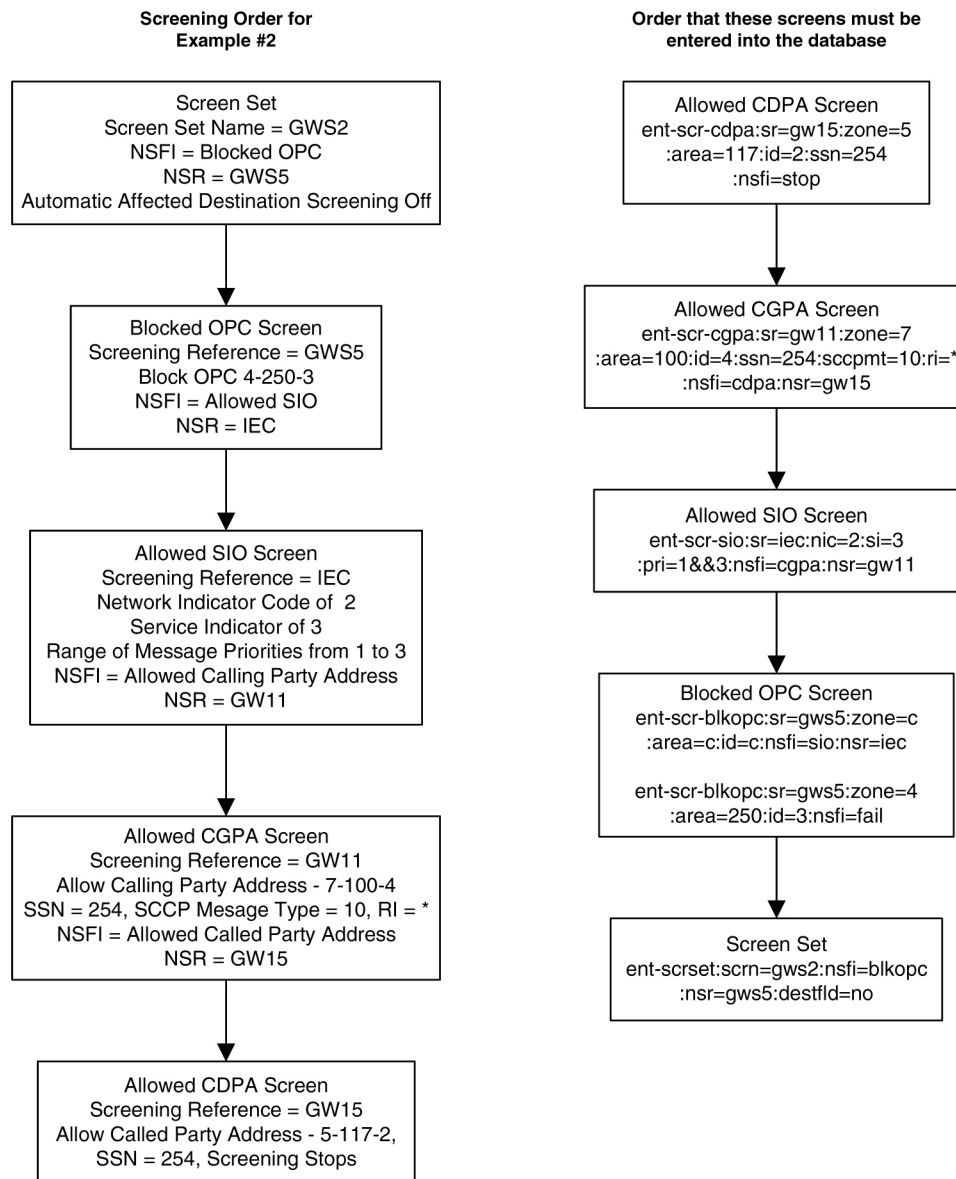 Screening Order for
Example #2
Screen Set
Screen Set Name = GWS2
NSFI = Blocked OPC
NSR = GWS5
Automatic Affected Destination Screening Off
Blocked OPC Screen
Screening Reference = GWS5
Block OPC 4-250-3
NSFI = Allowed SIO
NSR = IEC
Allowed SIO Screen
Screening Reference = IEC
Network Indicator Code of 2
Service Indicator of 3
Range of Message Priorities from 1 to 3
NSFI = Allowed Calling Party Address
NSR = GW11
Allowed CGPA Screen
Screening Reference = GW11
Allow Calling Party Address - 7-100-4
SSN = 254, SCCP Mesage Type = 10, RI = *
NSFI = Allowed Called Party Address
NSR = GW15
Allowed CDPA Screen
Screening Reference = GW15
Allow Called Party Address - 5-117-2,
SSN = 254, Screening Stops
Order that these screens must be
entered into the database
Allowed CDPA Screen
ent-scr-cdpa:sr=gw15:zone=5
:area=117:id=2:ssn=254
:nsfi=stop
Allowed CGPA Screen
ent-scr-cgpa:sr=gw11:zone=7
:area=100:id=4:ssn=254:sccpmt=10:ri=*
:nsfi=cdpa:nsr=gw15
Allowed SIO Screen
ent-scr-sio:sr=iec:nic=2:si=3
:pri=1&&3:nsfi=cgpa:nsr=gw11
Blocked OPC Screen
ent-scr-blkopc:sr=gws5:zone=c
:area=c:id=c:nsfi=sio:nsr=iec
ent-scr-blkopc:sr=gws5:zone=4
:area=250:id=3:nsfi=fail
Screen Set
ent-scrset:scrn=gws2:nsfi=blkopc
:nsr=gws5:destfld=no